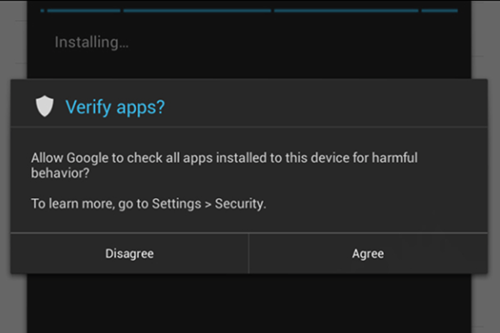 Installing...
Verify apps?
Allow Google to check all apps installed to this device for harmful
behavior?
To learn more, go to Settings > Security.
Disagree
Agree